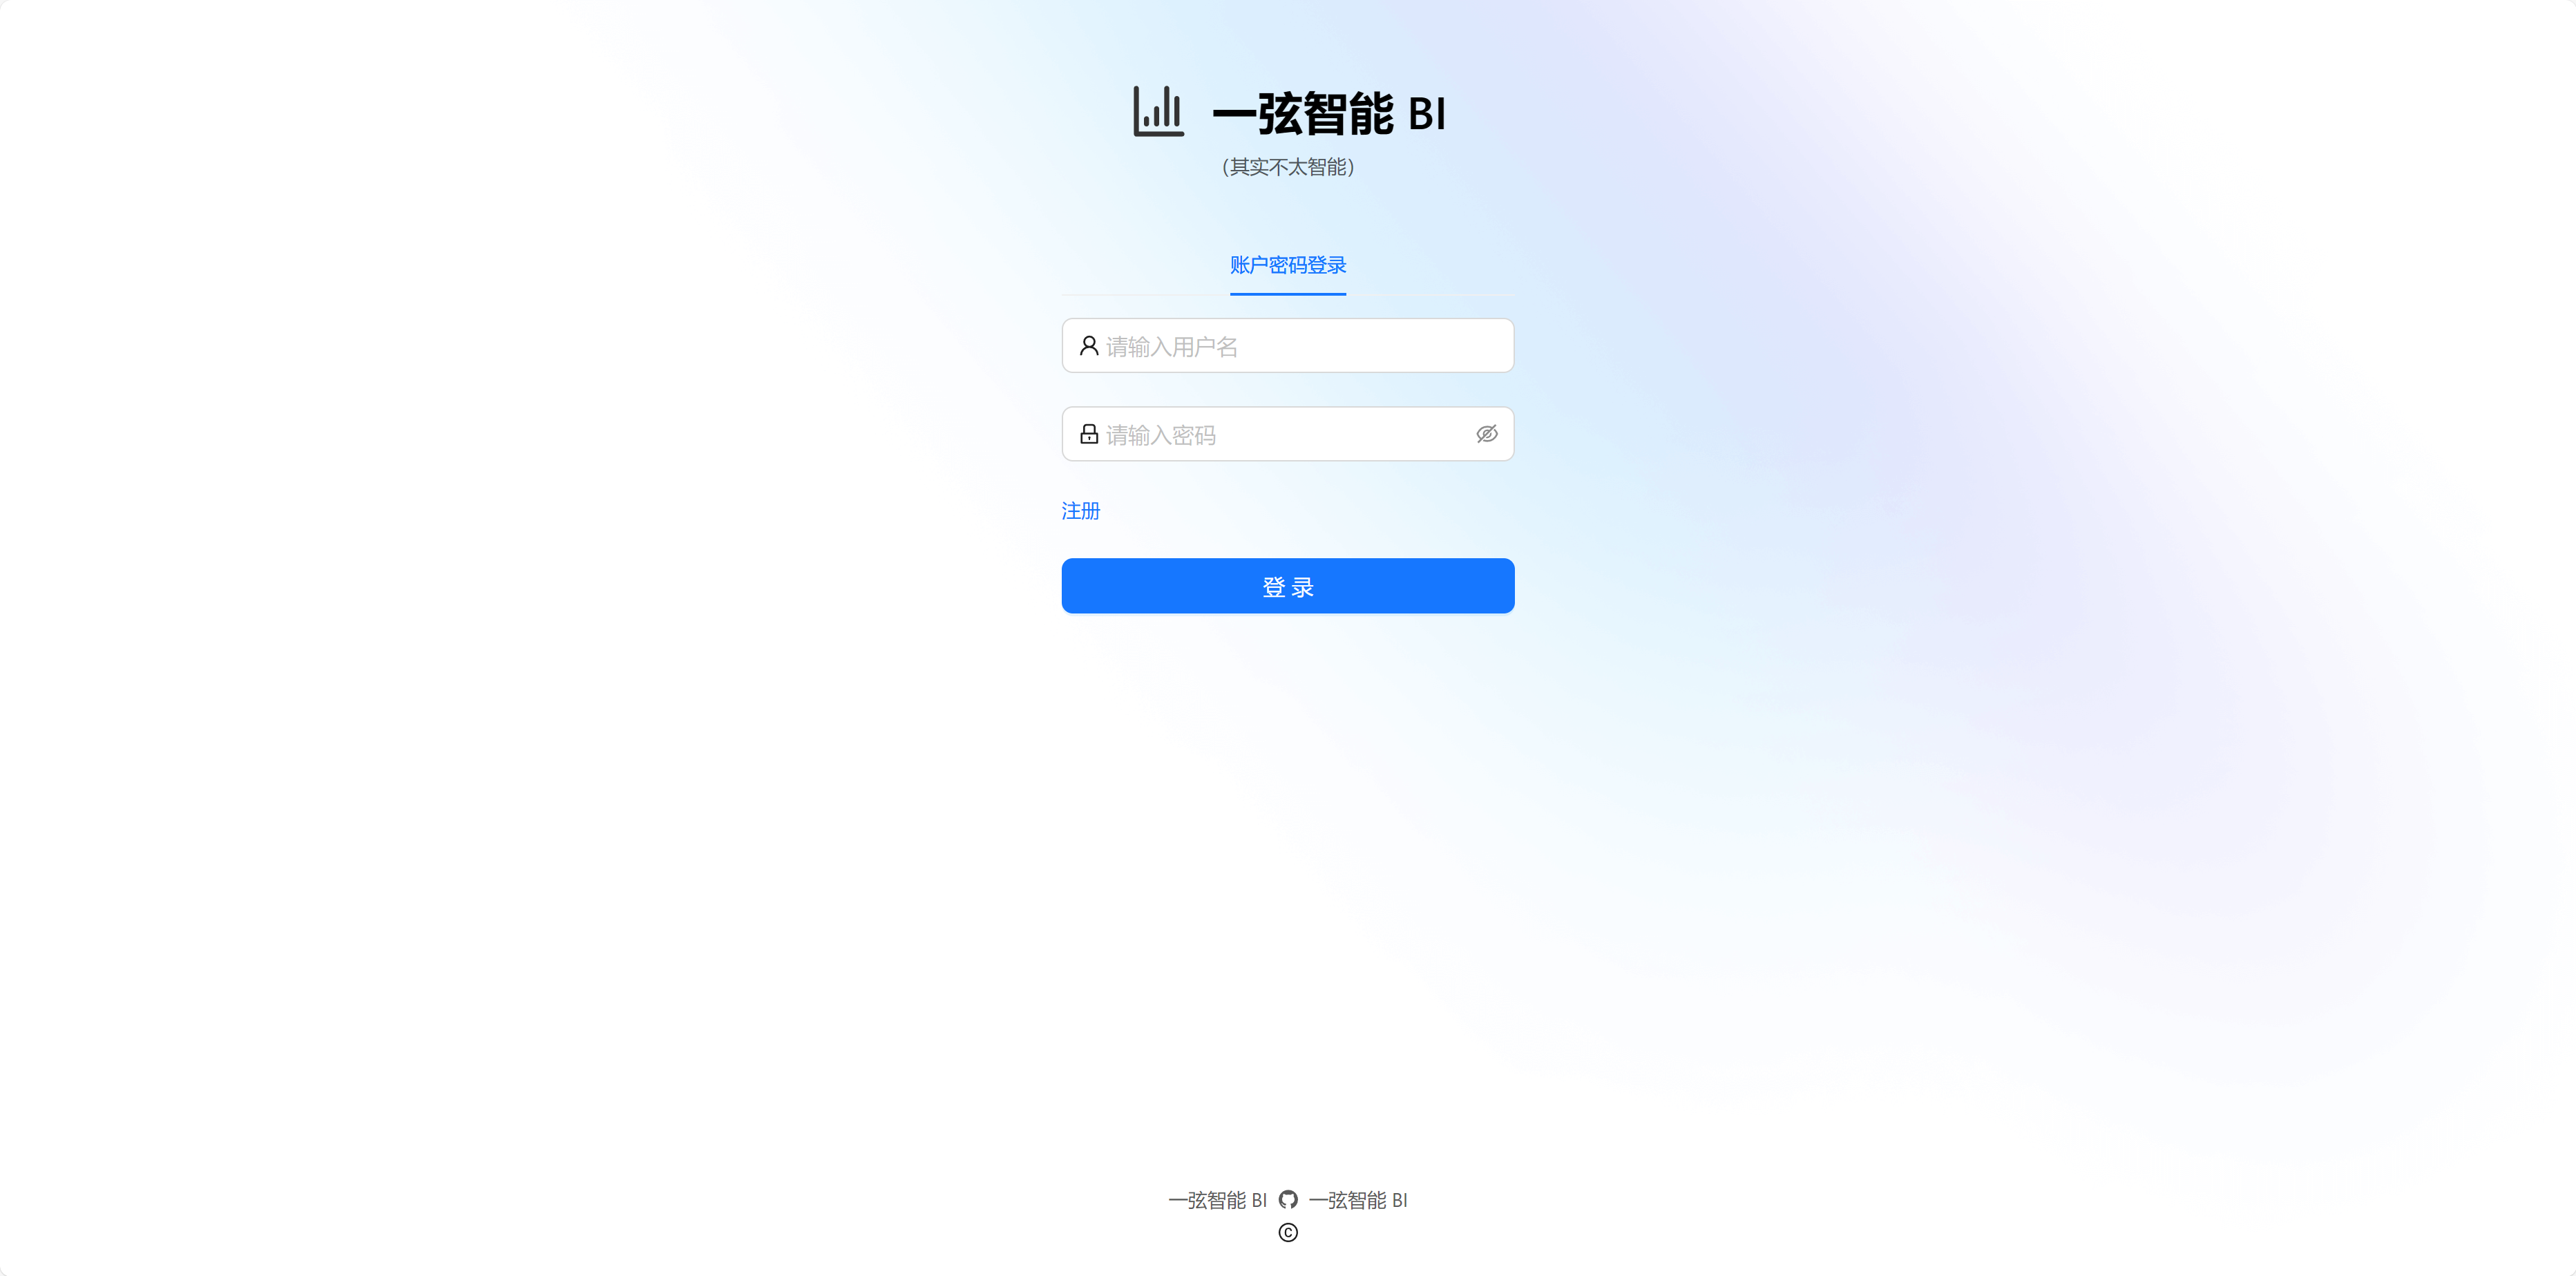 一弦智能 BI
（其实不太智能）
账户密码登录
请输入用户名
请输入密码
注册
登 录
一弦智能 BI 一弦智能 BI
©